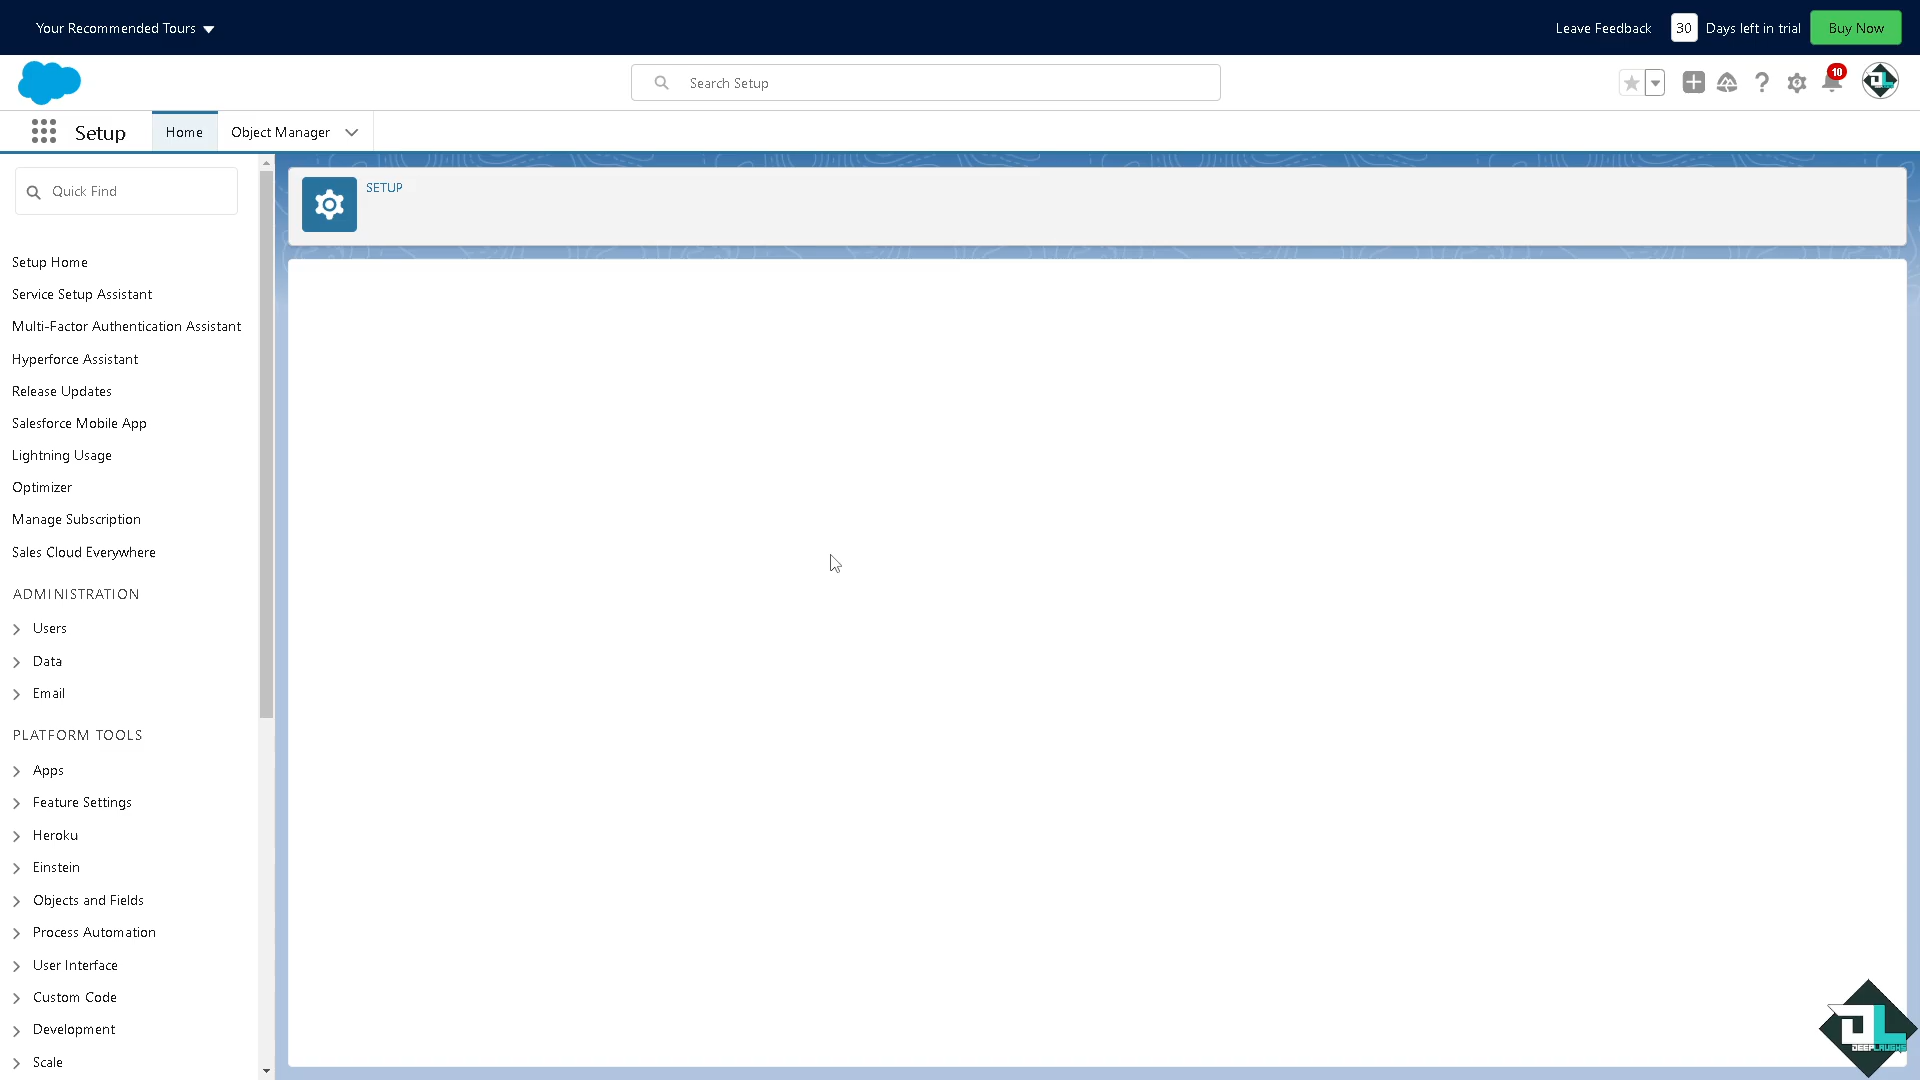 Your Recommended Tours
Leave Feedback
30 Days left in trial
Buy Now
Search Setup
10
Setup
Home
Object Manager
Quick Find
SETUP
Setup Home
Service Setup Assistant
Multi-Factor Authentication Assistant
Hyperforce Assistant
Release Updates
Salesforce Mobile App
Lightning Usage
Optimizer
Manage Subscription
Sales Cloud Everywhere
ADMINISTRATION
Users
Data
Email
PLATFORM TOOLS
Apps
Feature Settings
Heroku
Einstein
Objects and Fields
Process Automation
User Interface
Custom Code
Development
Scale
DEEPLAUGHS